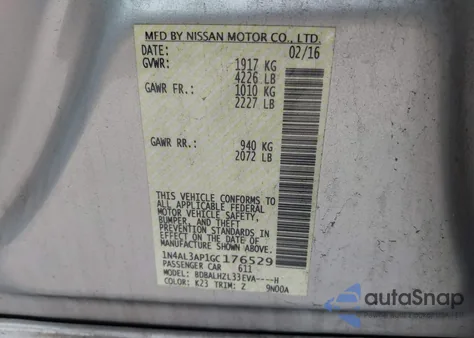 MFD BY NISSAN MOTOR CO., LTD.
DATE: 02/16
GVWR: 1917 KG
4226 LB
GAWR FR.: 1010 KG
2227 LB
GAWR RR.: 940 KG
2072 LB
THIS VEHICLE CONFORMS TO
ALL APPLICABLE FEDERAL
MOTOR VEHICLE SAFETY,
BUMPER, AND THEFT
PREVENTION STANDARDS IN
EFFECT ON THE DATE OF
MANUFACTURE SHOWN ABOVE.
1N4AL3AP1GC176529
PASSENGER CAR 611
MODEL: BDBALHZL33EVA----H
COLOR: K23 TRIM: Z 9N00A
autoSnap